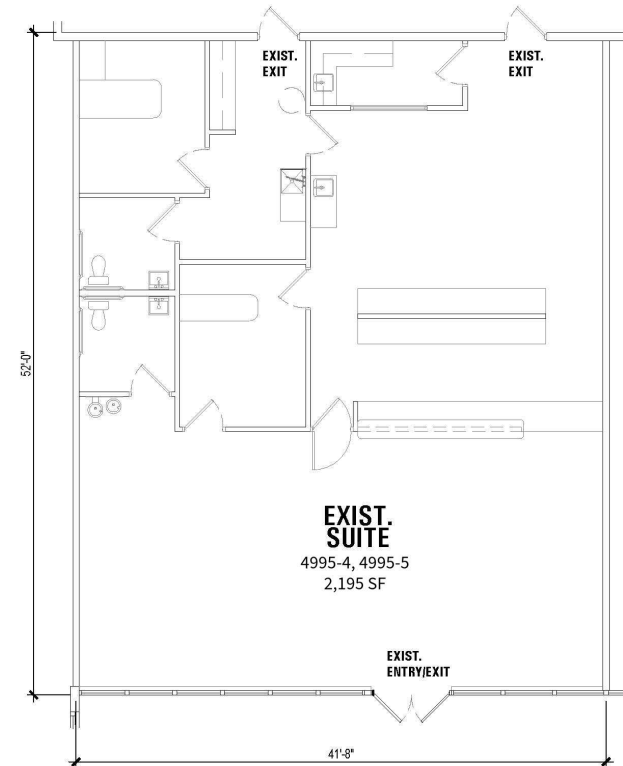 EXIST.
EXIT
EXIST.
EXIT
52'-0"
EXIST.
SUITE
4995-4, 4995-5
2,195 SF
EXIST.
ENTRY/EXIT
41'-8"